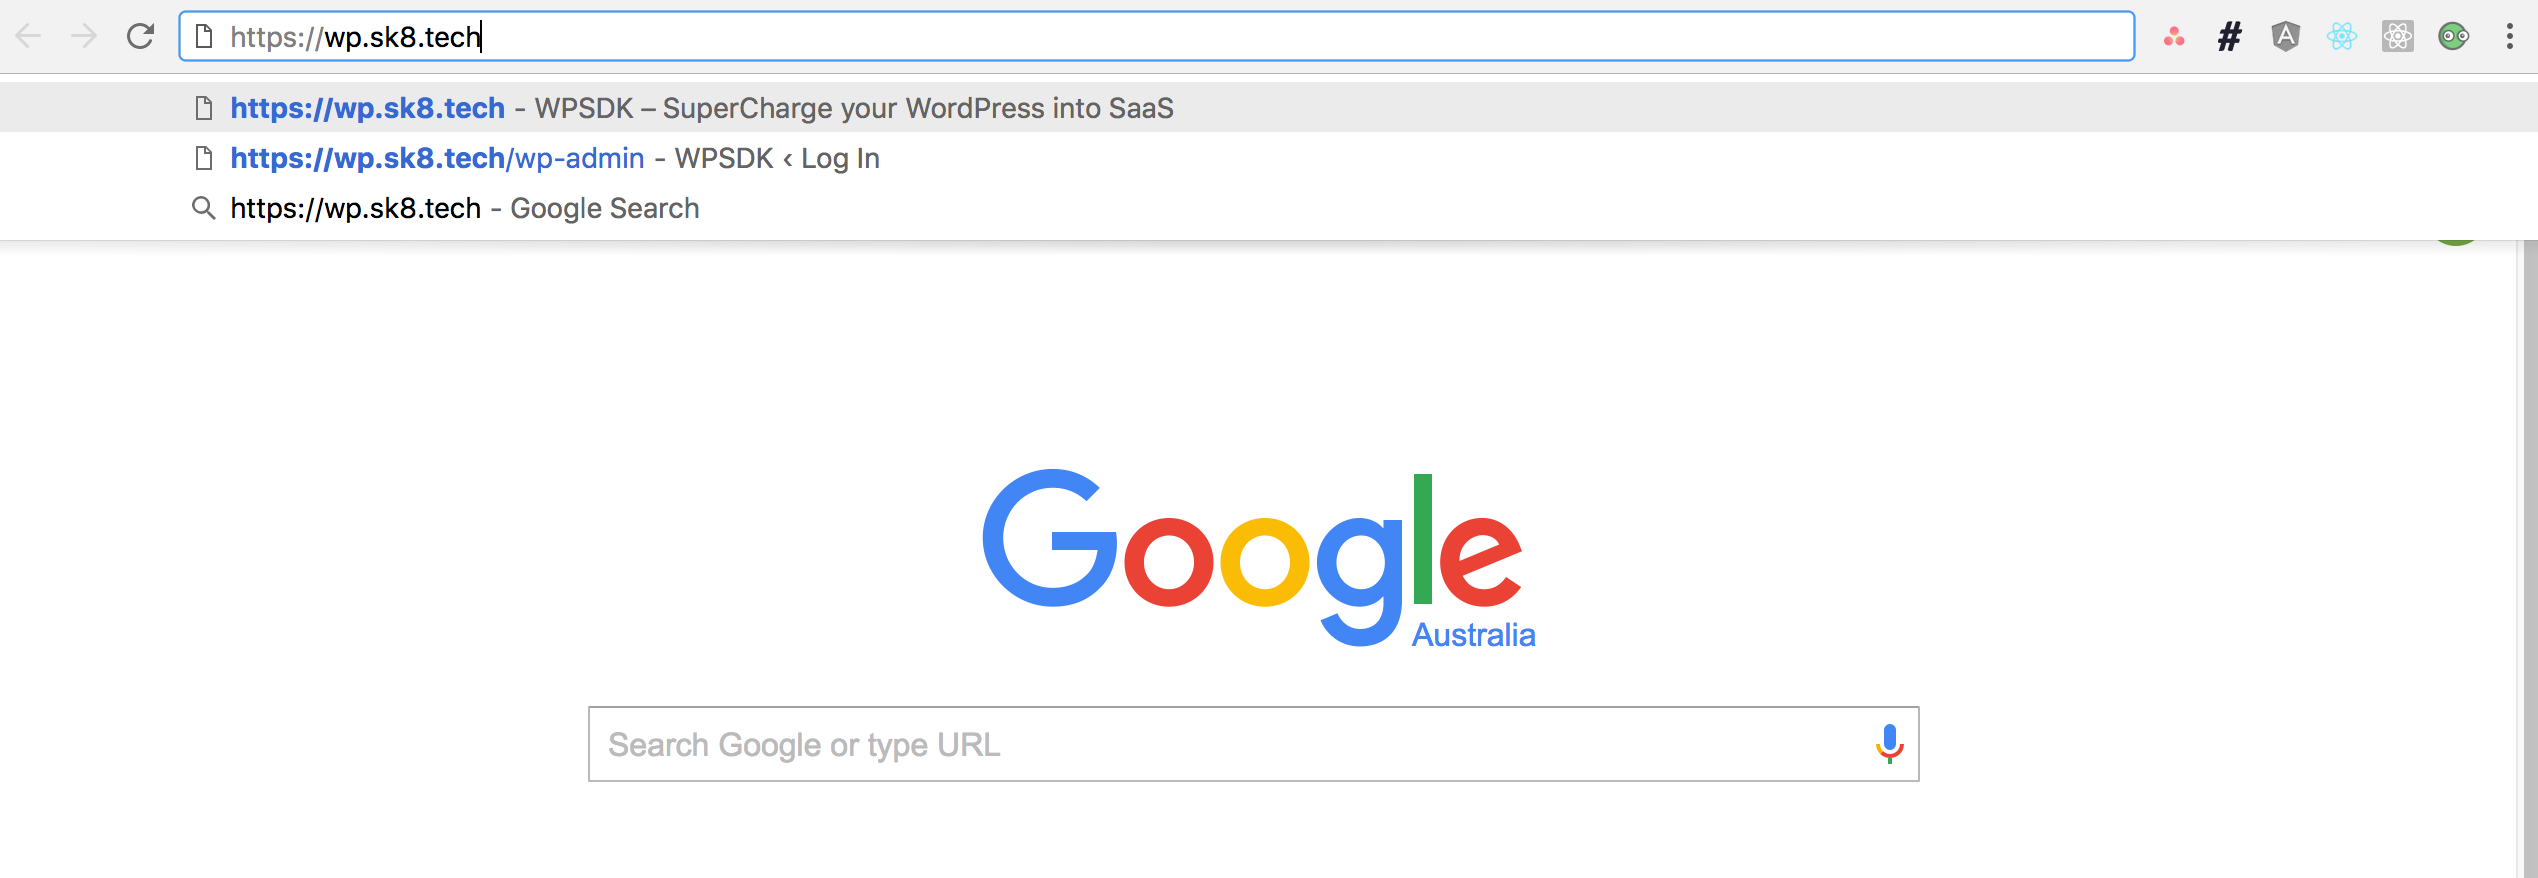 https://wp.sk8.tech
https://wp.sk8.tech - WPSDK – SuperCharge your WordPress into SaaS
https://wp.sk8.tech/wp-admin - WPSDK ‹ Log In
https://wp.sk8.tech - Google Search
Google
Australia
Search Google or type URL